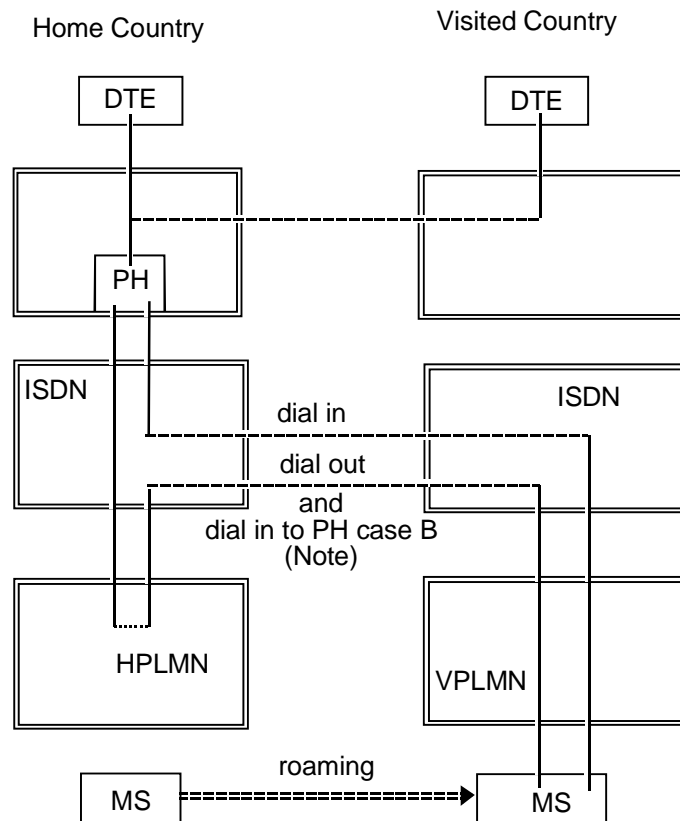 Home Country
Visited Country
DTE
DTE
PH
ISDN
ISDN
dial in
dial out
and
dial in to PH case B
(Note)
HPLMN
VPLMN
roaming
MS
MS